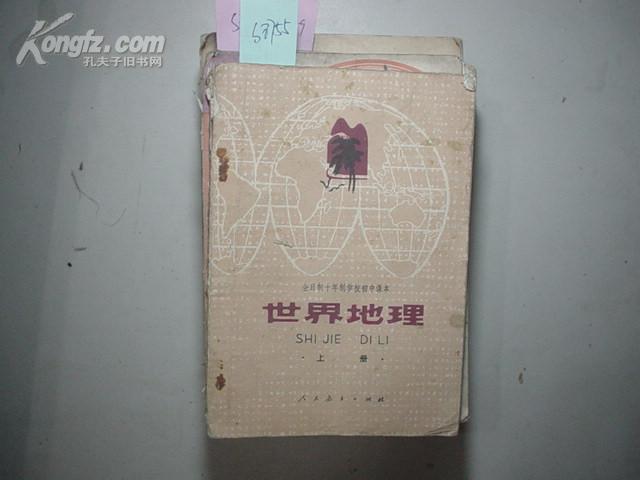 Kongfz.com
孔夫子旧书网
53755
全日制十年制学校初中课本
世界地理
SHI JIE DI LI
·上 册·
人民教育出版社